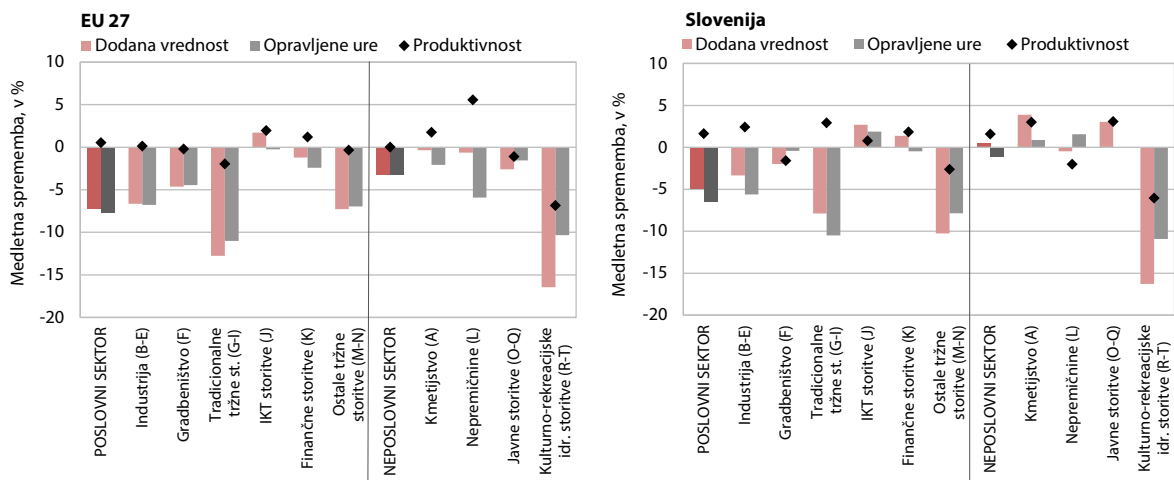 EU 27
Dodana vrednost Opravljene ure Produktivnost
Medletna sprememba, v %
10
5
0
-5
-10
-15
-20
POSLOVNI SEKTOR
Industrija (B-E)
Gradbeništvo (F)
Tradicionalne
tržne st. (G-I)
IKT storitve (J)
Finančne storitve (K)
Ostale tržne
storitve (M-N)
NEPOSLOVNI SEKTOR
Kmetijstvo (A)
Nepremičnine (L)
Javne storitve (O-Q)
Kulturno-rekreacijske
idr. storitve (R-T)
Slovenija
Dodana vrednost Opravljene ure Produktivnost
Medletna sprememba, v %
10
5
0
-5
-10
-15
-20
POSLOVNI SEKTOR
Industrija (B-E)
Gradbeništvo (F)
Tradicionalne
tržne st. (G-I)
IKT storitve (J)
Finančne storitve (K)
Ostale tržne
storitve (M-N)
NEPOSLOVNI SEKTOR
Kmetijstvo (A)
Nepremičnine (L)
Javne storitve (O-Q)
Kulturno-rekreacijske
idr. storitve (R-T)